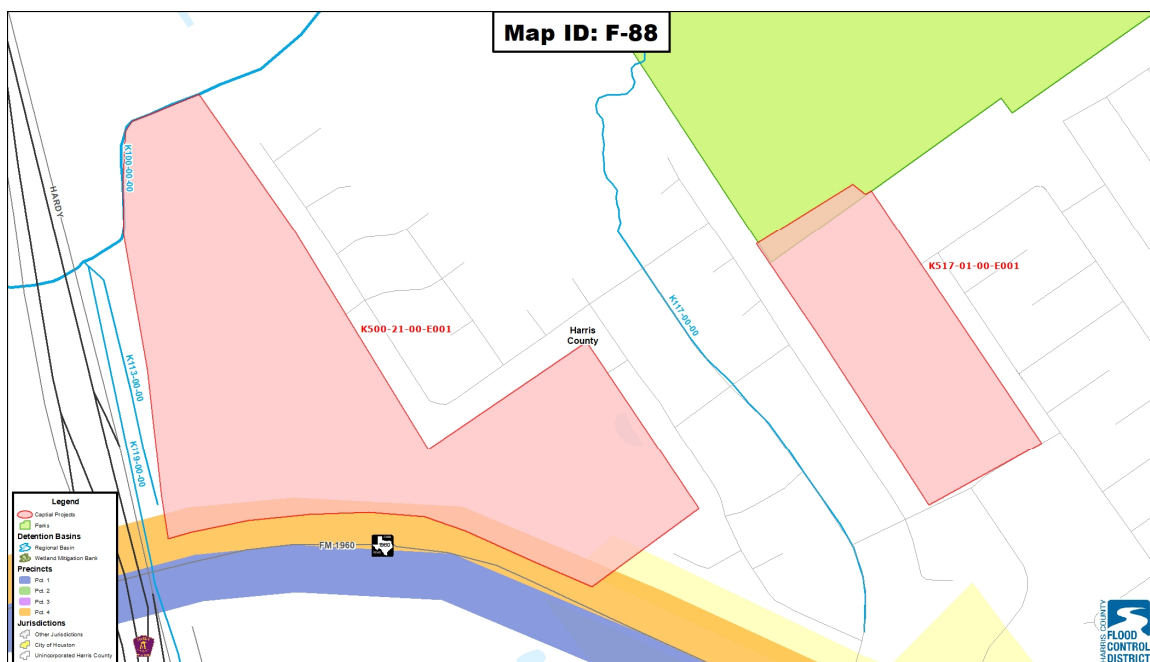 Map ID: F-88
K100-00-00
HARDY
K517-01-00-E001
K117-00-00
K500-21-00-E001
Harris
County
K113-00-00
K119-00-00
FM 1960
1960
Legend
Captial Projects
Parks
Detention Basins
Regional Basin
Wetland Mitigation Bank
Precincts
Pct. 1
Pct. 2
Pct. 3
Pct. 4
Jurisdictions
Other Jurisdictions
City of Houston
Unincorporated Harris County
HARRIS COUNTY
FLOOD
CONTROL
DISTRICT